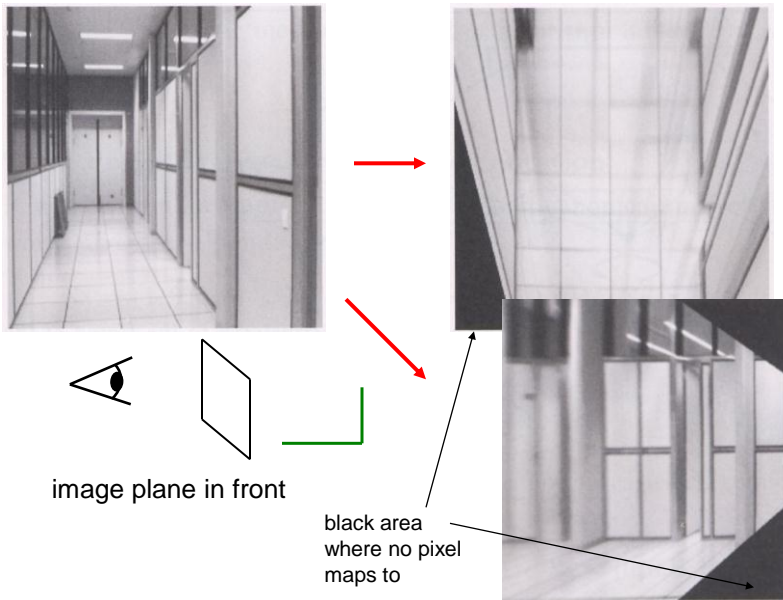 image plane in front
black area
where no pixel
maps to